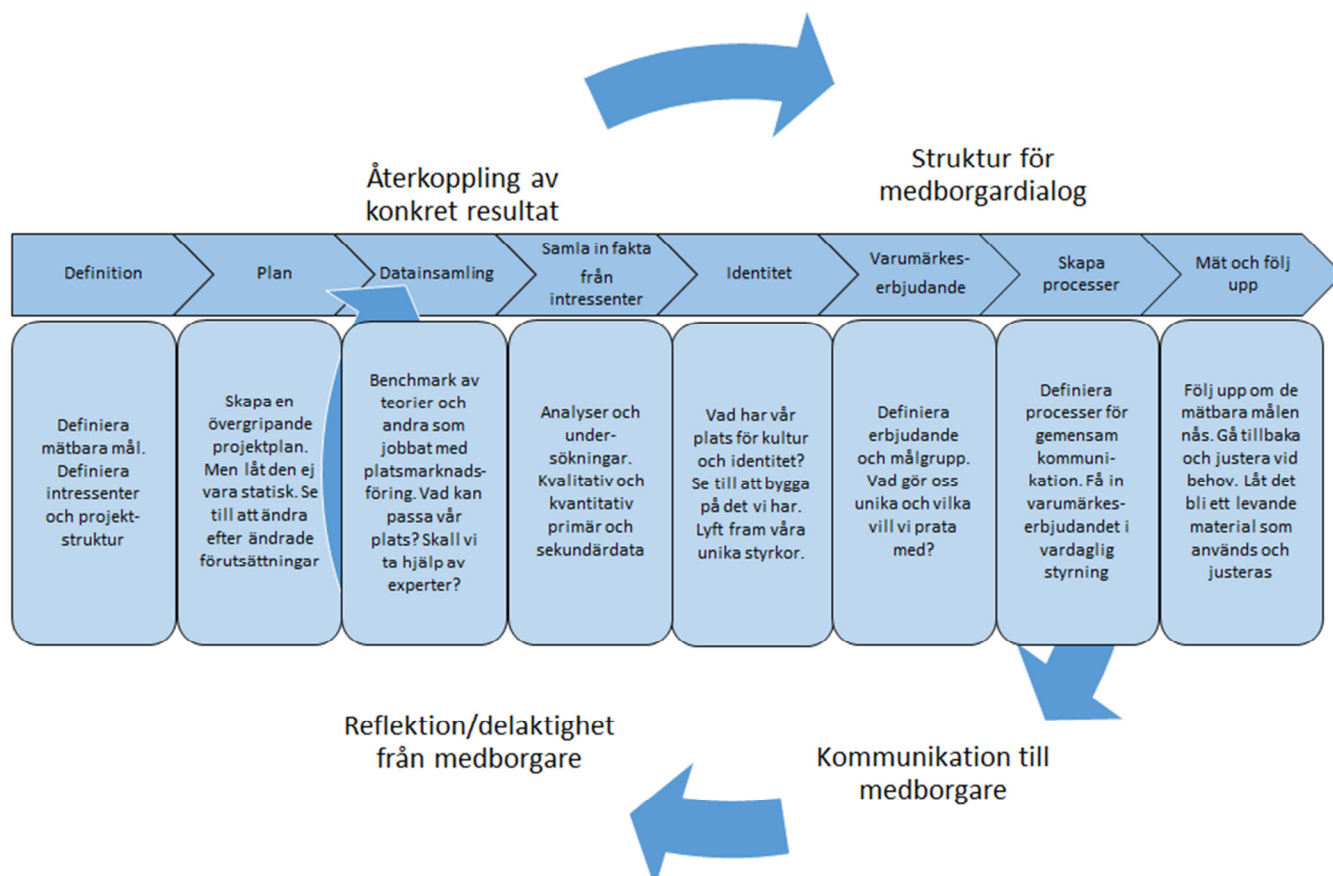 Återkoppling av
konkret resultat
Struktur för
medborgardialog
Definition
Plan
Datainsamling
Samla in fakta
från
intressenter
Identitet
Varumärkes-
erbjudande
Skapa
processer
Mät och följ
upp
Definiera
mätbara mål.
Definiera
intressenter
och projekt-
struktur
Skapa en
övergripande
projektplan.
Men låt den ej
vara statisk. Se
till att ändra
efter ändrade
förutsättningar
Benchmark av
teorier och
andra som
jobbat med
platsmarknads-
föring. Vad kan
passa vår
plats? Skall vi
ta hjälp av
experter?
Analyser och
under-
sökningar.
Kvalitativ och
kvantitativ
primär och
sekundärdata
Vad har vår
plats för kultur
och identitet?
Se till att bygga
på det vi har.
Lyft fram våra
unika styrkor.
Definiera
erbjudande
och målgrupp.
Vad gör oss
unika och vilka
vill vi prata
med?
Definiera
processer för
gemensam
kommuni-
kation. Få in
varumärkes-
erbjudandet i
vardaglig
styrning
Följ upp om de
mätbara målen
nås. Gå tillbaka
och justera vid
behov. Låt det
bli ett levande
material som
används och
justeras
Reflektion/delaktighet
från medborgare
Kommunikation till
medborgare